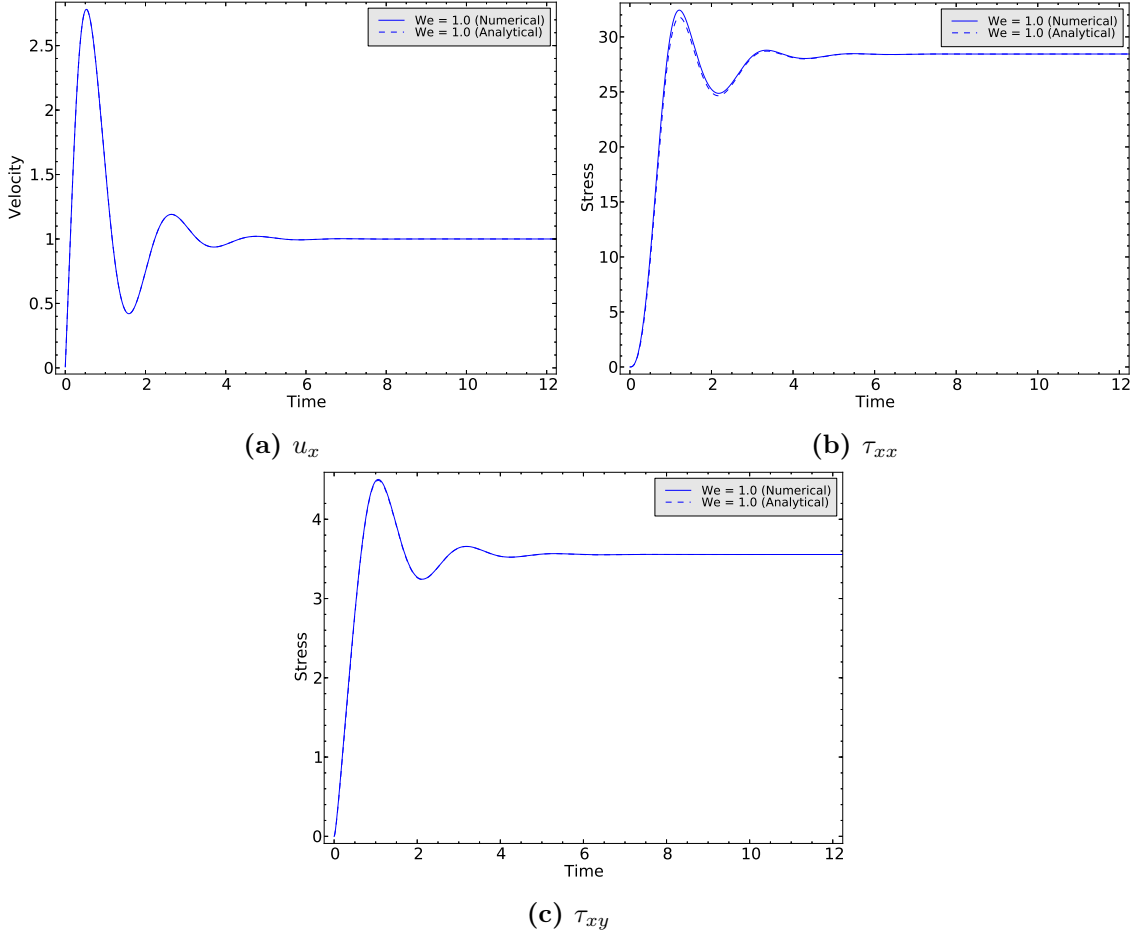 We = 1.0 (Numerical)
We = 1.0 (Analytical)
Velocity
2.5
2
1.5
1
0.5
0
0 2 4 6 8 10 12
Time
(a) u_x
We = 1.0 (Numerical)
We = 1.0 (Analytical)
Stress
30
25
20
15
10
5
0
0 2 4 6 8 10 12
Time
(b) τ_xx
We = 1.0 (Numerical)
We = 1.0 (Analytical)
Stress
4
3
2
1
0
0 2 4 6 8 10 12
Time
(c) τ_xy